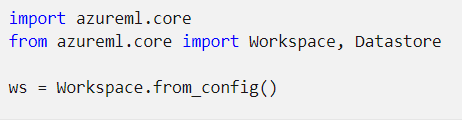 import azureml.core
from azureml.core import Workspace, Datastore
ws = Workspace.from_config()